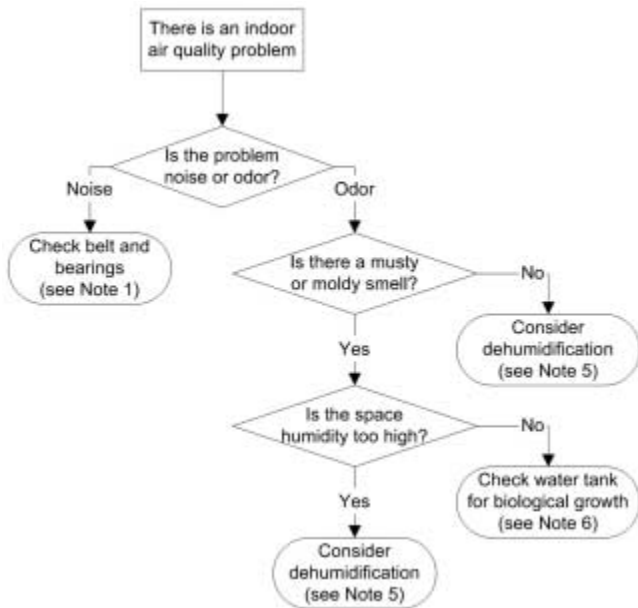 There is an indoor
air quality problem
Is the problem
noise or odor?
Noise
Odor
Check belt and
bearings
(see Note 1)
Is there a musty
or moldy smell?
No
Consider
dehumidification
(see Note 5)
Yes
Is the space
humidity too high?
No
Check water tank
for biological growth
(see Note 6)
Yes
Consider
dehumidification
(see Note 5)